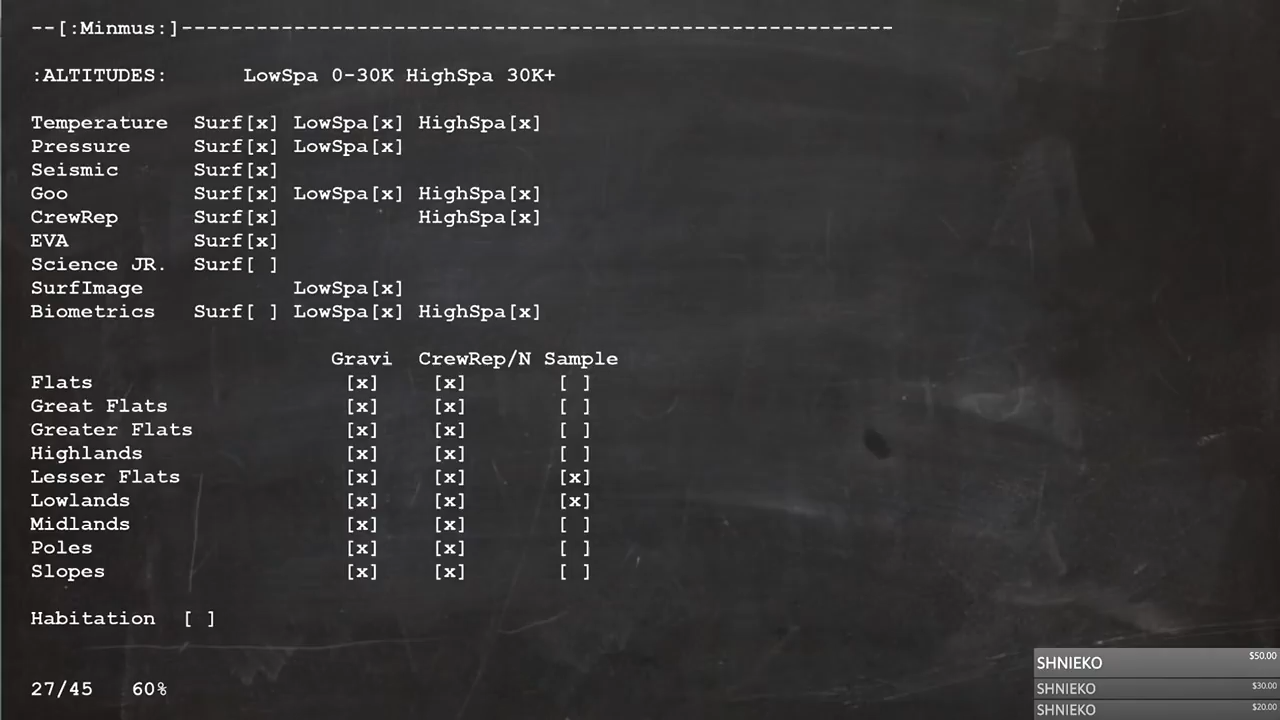 --[:Minmus:]---------------------------------------------------------
:ALTITUDES: LowSpa 0-30K HighSpa 30K+
Temperature Surf[x] LowSpa[x] HighSpa[x]
Pressure Surf[x] LowSpa[x]
Seismic Surf[x]
Goo Surf[x] LowSpa[x] HighSpa[x]
CrewRep Surf[x] HighSpa[x]
EVA Surf[x]
Science JR. Surf[ ]
SurfImage LowSpa[x]
Biometrics Surf[ ] LowSpa[x] HighSpa[x]
Gravi CrewRep/N Sample
Flats [x] [x] [ ]
Great Flats [x] [x] [ ]
Greater Flats [x] [x] [ ]
Highlands [x] [x] [ ]
Lesser Flats [x] [x] [x]
Lowlands [x] [x] [x]
Midlands [x] [x] [ ]
Poles [x] [x] [ ]
Slopes [x] [x] [ ]
Habitation [ ]
27/45 60%
SHNIEKO $50.00
SHNIEKO $30.00
SHNIEKO $20.00